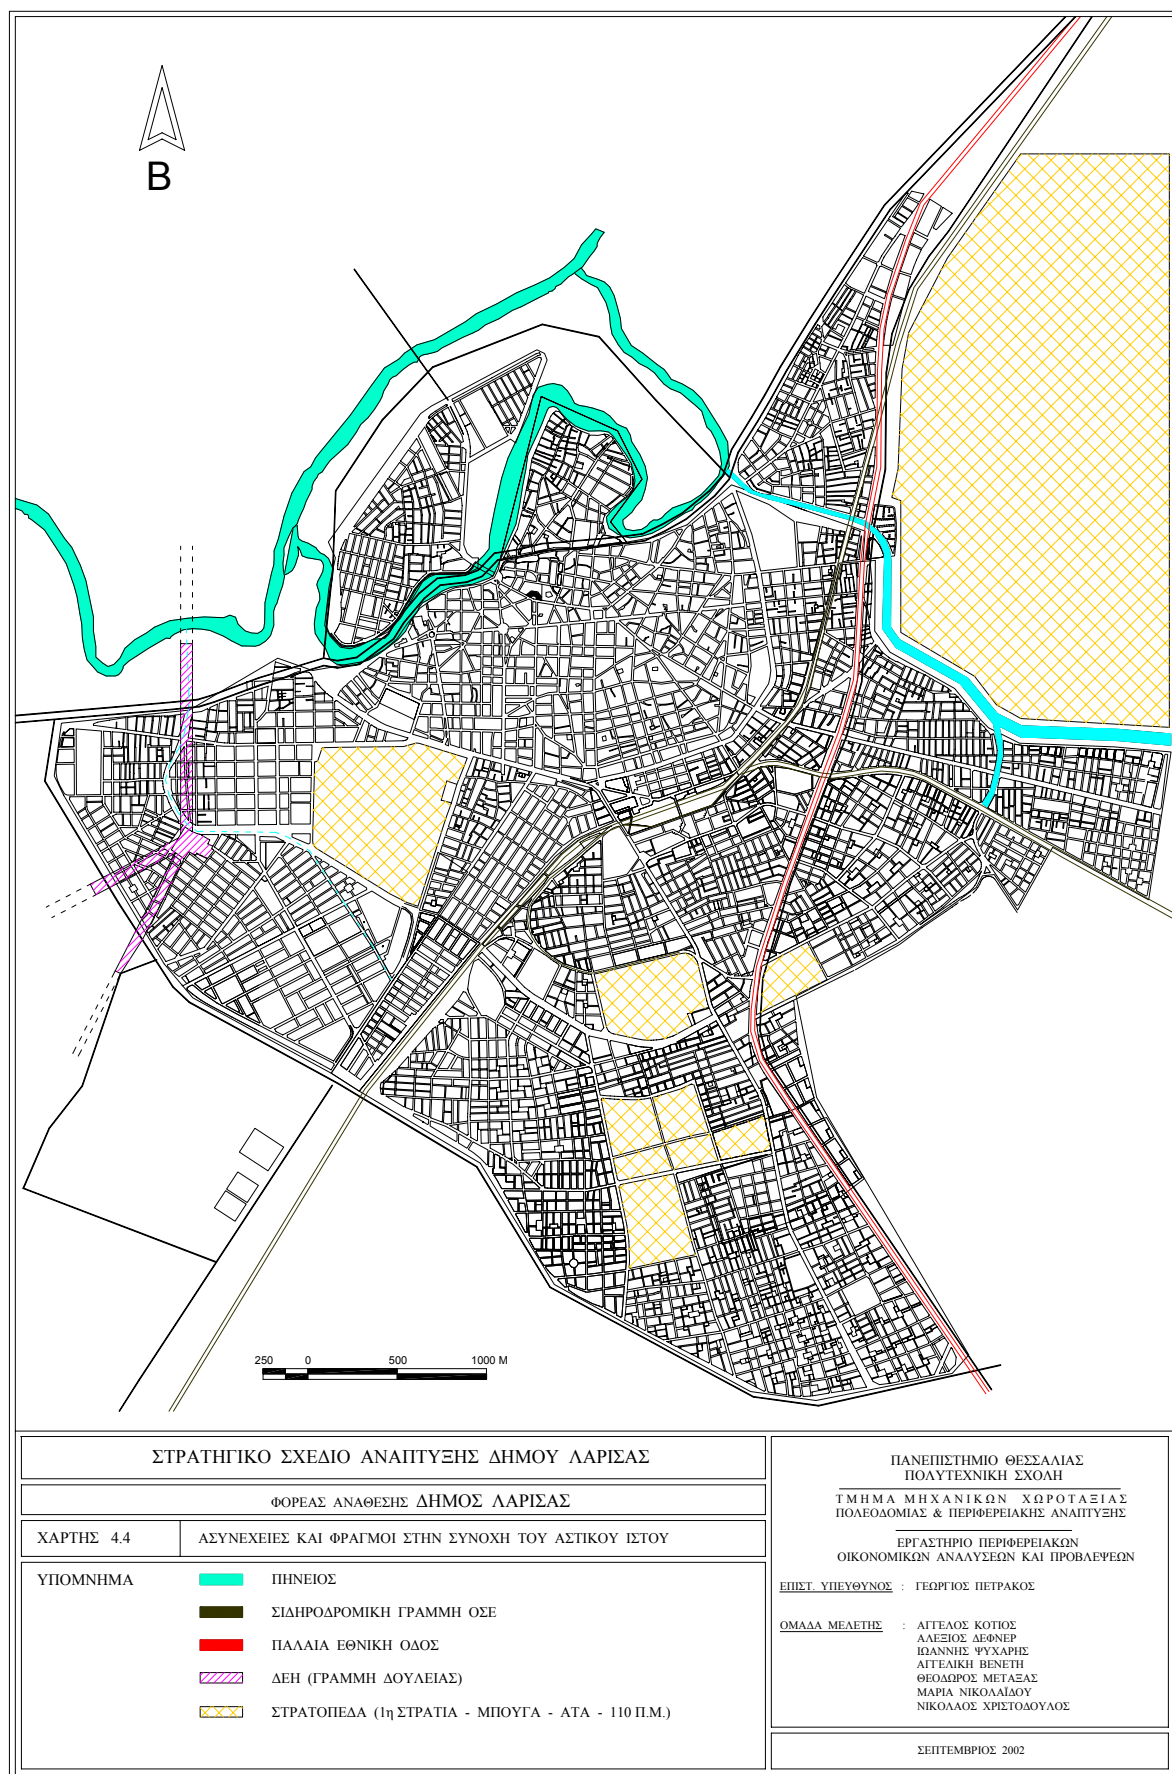 Β
250 0 500 1000 M
ΣΤΡΑΤΗΓΙΚΟ ΣΧΕΔΙΟ ΑΝΑΠΤΥΞΗΣ ΔΗΜΟΥ ΛΑΡΙΣΑΣ
ΦΟΡΕΑΣ ΑΝΑΘΕΣΗΣ ΔΗΜΟΣ ΛΑΡΙΣΑΣ
ΧΑΡΤΗΣ 4.4 ΑΣΥΝΕΧΕΙΕΣ ΚΑΙ ΦΡΑΓΜΟΙ ΣΤΗΝ ΣΥΝΟΧΗ ΤΟΥ ΑΣΤΙΚΟΥ ΙΣΤΟΥ
ΥΠΟΜΝΗΜΑ
ΠΗΝΕΙΟΣ
ΣΙΔΗΡΟΔΡΟΜΙΚΗ ΓΡΑΜΜΗ ΟΣΕ
ΠΑΛΑΙΑ ΕΘΝΙΚΗ ΟΔΟΣ
ΔΕΗ (ΓΡΑΜΜΗ ΔΟΥΛΕΙΑΣ)
ΣΤΡΑΤΟΠΕΔΑ (1η ΣΤΡΑΤΙΑ - ΜΠΟΥΓΑ - ΑΤΑ - 110 Π.Μ.)
ΠΑΝΕΠΙΣΤΗΜΙΟ ΘΕΣΣΑΛΙΑΣ
ΠΟΛΥΤΕΧΝΙΚΗ ΣΧΟΛΗ
ΤΜΗΜΑ ΜΗΧΑΝΙΚΩΝ ΧΩΡΟΤΑΞΙΑΣ
ΠΟΛΕΟΔΟΜΙΑΣ & ΠΕΡΙΦΕΡΕΙΑΚΗΣ ΑΝΑΠΤΥΞΗΣ
ΕΡΓΑΣΤΗΡΙΟ ΠΕΡΙΦΕΡΕΙΑΚΩΝ
ΟΙΚΟΝΟΜΙΚΩΝ ΑΝΑΛΥΣΕΩΝ ΚΑΙ ΠΡΟΒΛΕΨΕΩΝ
ΕΠΙΣΤ. ΥΠΕΥΘΥΝΟΣ : ΓΕΩΡΓΙΟΣ ΠΕΤΡΑΚΟΣ
ΟΜΑΔΑ ΜΕΛΕΤΗΣ : ΑΓΓΕΛΟΣ ΚΟΤΙΟΣ
ΑΛΕΞΙΟΣ ΔΕΦΝΕΡ
ΙΩΑΝΝΗΣ ΨΥΧΑΡΗΣ
ΑΓΓΕΛΙΚΗ ΒΕΝΕΤΗ
ΘΕΟΔΩΡΟΣ ΜΕΤΑΞΑΣ
ΜΑΡΙΑ ΝΙΚΟΛΑΪΔΟΥ
ΝΙΚΟΛΑΟΣ ΧΡΙΣΤΟΔΟΥΛΟΣ
ΣΕΠΤΕΜΒΡΙΟΣ 2002